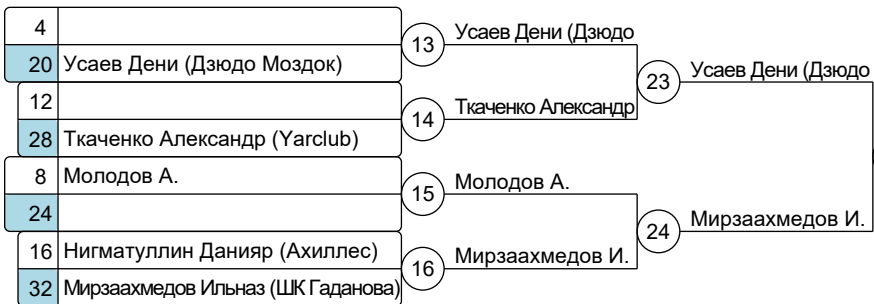 4
13
Усаев Дени (Дзюдо
20 Усаев Дени (Дзюдо Моздок)
23
Усаев Дени (Дзюдо
12
14
Ткаченко Александр
28 Ткаченко Александр (Yarclub)
8 Молодов А.
15
Молодов А.
24
24
Мирзаахмедов И.
16 Нигматуллин Данияр (Ахиллес)
16
Мирзаахмедов И.
32 Мирзаахмедов Ильназ (ШК Гаданова)